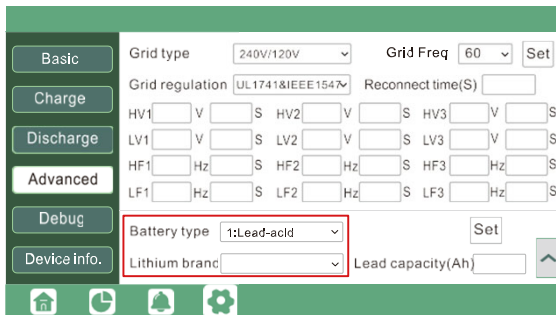 Basic
Charge
Discharge
Advanced
Debug
Device info.
Grid type 240V/120V Grid Freq 60 Set
Grid regulation UL1741&IEEE1547 Reconnect time(S)
HV1 V S HV2 V S HV3 V S
LV1 V S LV2 V S LV3 V S
HF1 Hz S HF2 Hz S HF3 Hz S
LF1 Hz S LF2 Hz S LF3 Hz S
Battery type 1:Lead-acid Set
Lithium brand Lead capacity(Ah)